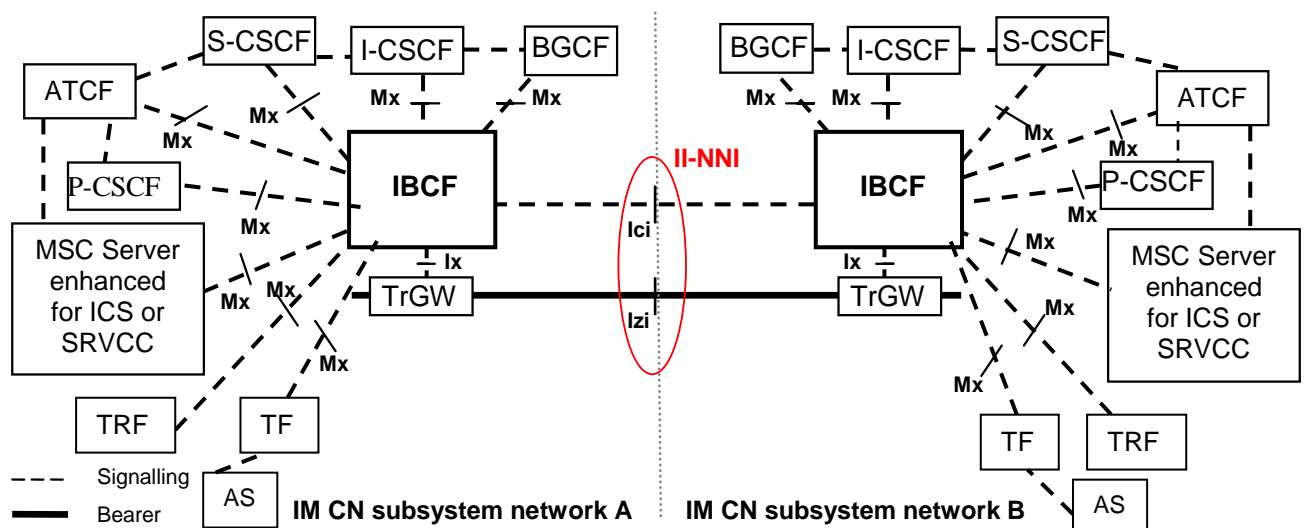 S-CSCF
I-CSCF
BGCF
BGCF
I-CSCF
S-CSCF
ATCF
Mx
Mx
Mx
Mx
Mx
Mx
Mx
Mx
ATCF
P-CSCF
IBCF
II-NNI
IBCF
P-CSCF
Mx
Ici
Mx
MSC Server
enhanced
for ICS or
SRVCC
Mx
Ix
Ix
Mx
MSC Server
enhanced
for ICS or
SRVCC
Mx
TrGW
TrGW
Mx
Izi
Mx
Mx
TRF
TF
TF
TRF
Signalling
AS
AS
Bearer
IM CN subsystem network A
IM CN subsystem network B